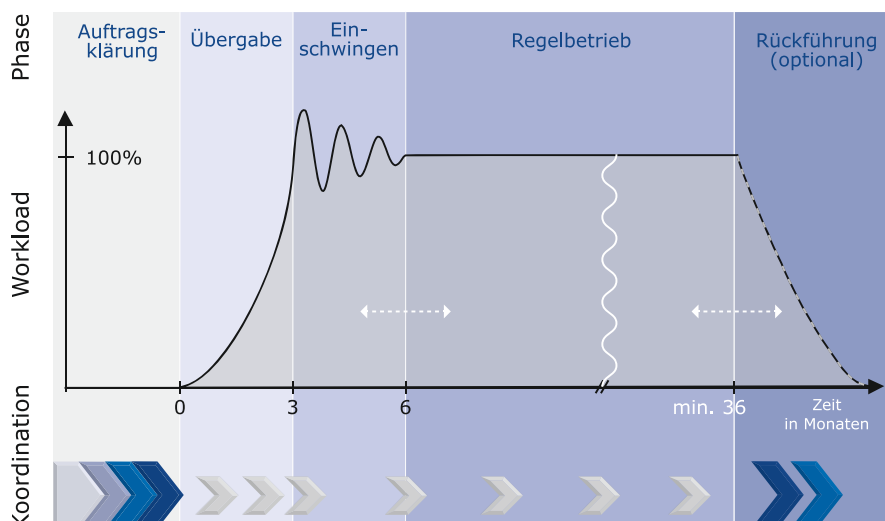 Phase
Auftrags-
klärung
Übergabe
Ein-
schwingen
Regelbetrieb
Rückführung
(optional)
Workload
100%
0
3
6
min. 36
Zeit
in Monaten
Koordination